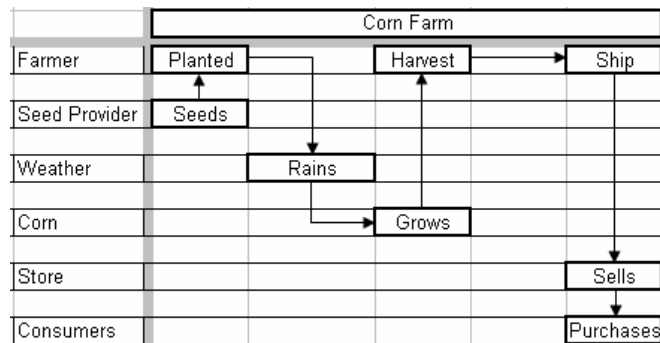 Corn Farm
Farmer Planted Harvest Ship
Seed Provider Seeds
Weather Rains
Corn Grows
Store Sells
Consumers Purchases